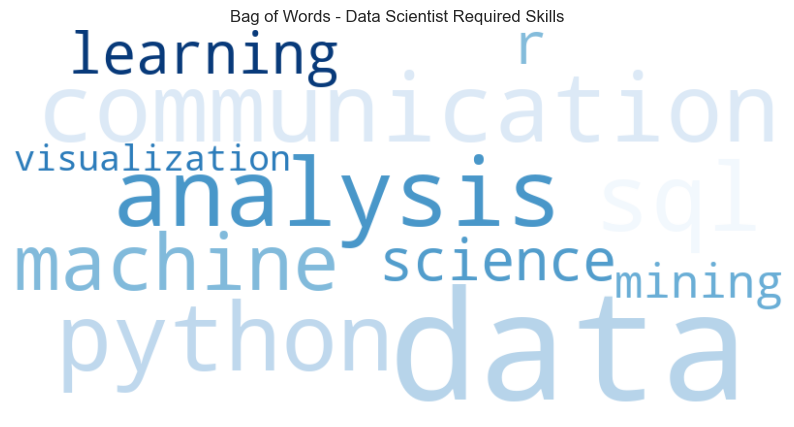 Bag of Words - Data Scientist Required Skills
learning
r
communication
visualization
analysis
sql
machine
science
mining
python
data